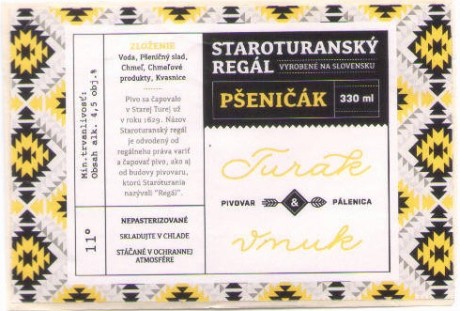 Min.trvanlivosť:
Obsah alk. 4,5 obj.%
11°
ZLOŽENIE
Voda, Pšeničný slad,
Chmeľ, Chmeľové
produkty, Kvasnice
Pivo sa čapovalo
v Starej Turej už
v roku 1629. Názov
Staroturanský regál
je odvodený od
regálneho práva variť
a čapovať pivo, ako aj
od budovy pivovaru,
ktorú Staroturania
nazývali "Regál".
NEPASTERIZOVANÉ
SKLADUJTE V CHLADE
STÁČANÉ V OCHRANNEJ
ATMOSFÉRE
STAROTURANSKÝ
REGÁL VYROBENÉ NA SLOVENSKU
PŠENIČÁK 330 ml
Turák
PIVOVAR & PÁLENICA
Vnuk